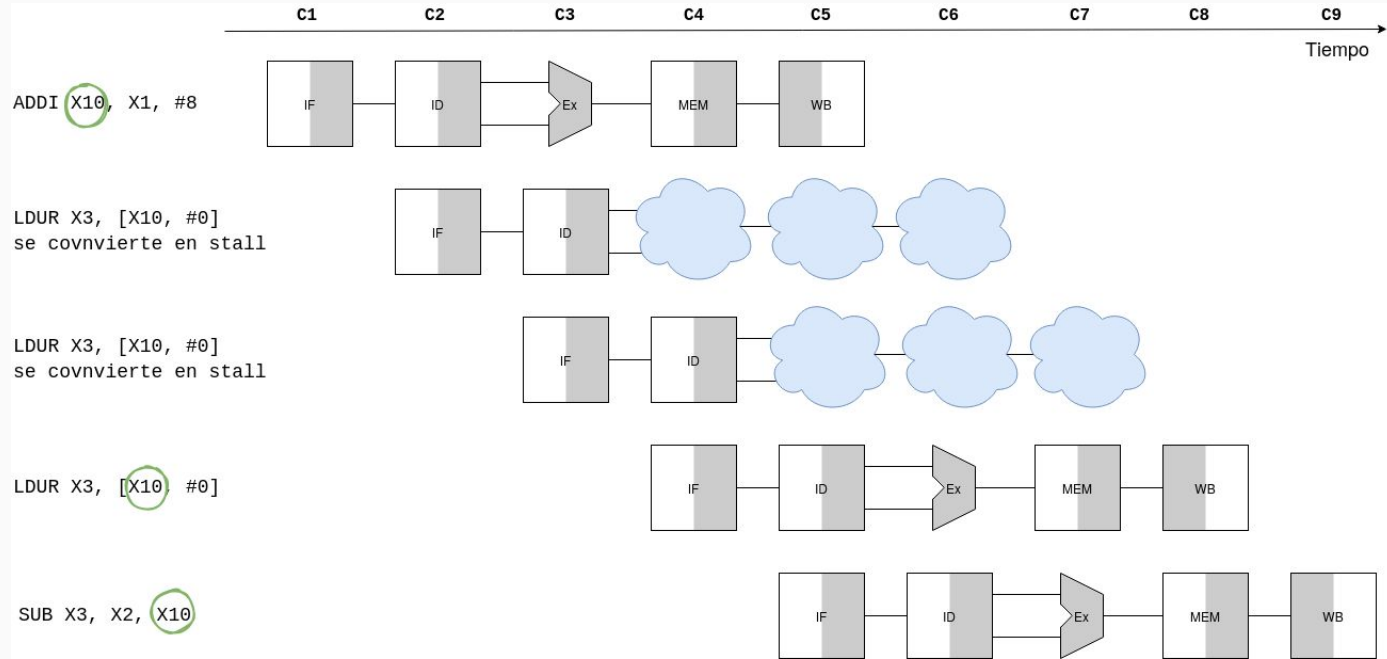 C1 C2 C3 C4 C5 C6 C7 C8 C9
Tiempo
ADDI X10, X1, #8
IF ID Ex MEM WB
LDUR X3, [X10, #0]
se covnvierte en stall
IF ID
LDUR X3, [X10, #0]
se covnvierte en stall
IF ID
LDUR X3, [X10, #0]
IF ID Ex MEM WB
SUB X3, X2, X10
IF ID Ex MEM WB